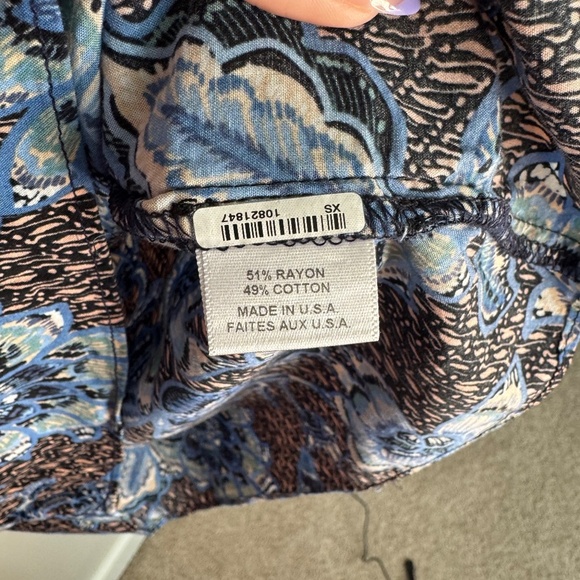 XS
10821847
51% RAYON
49% COTTON
MADE IN U.S.A.
FAITES AUX U.S.A.